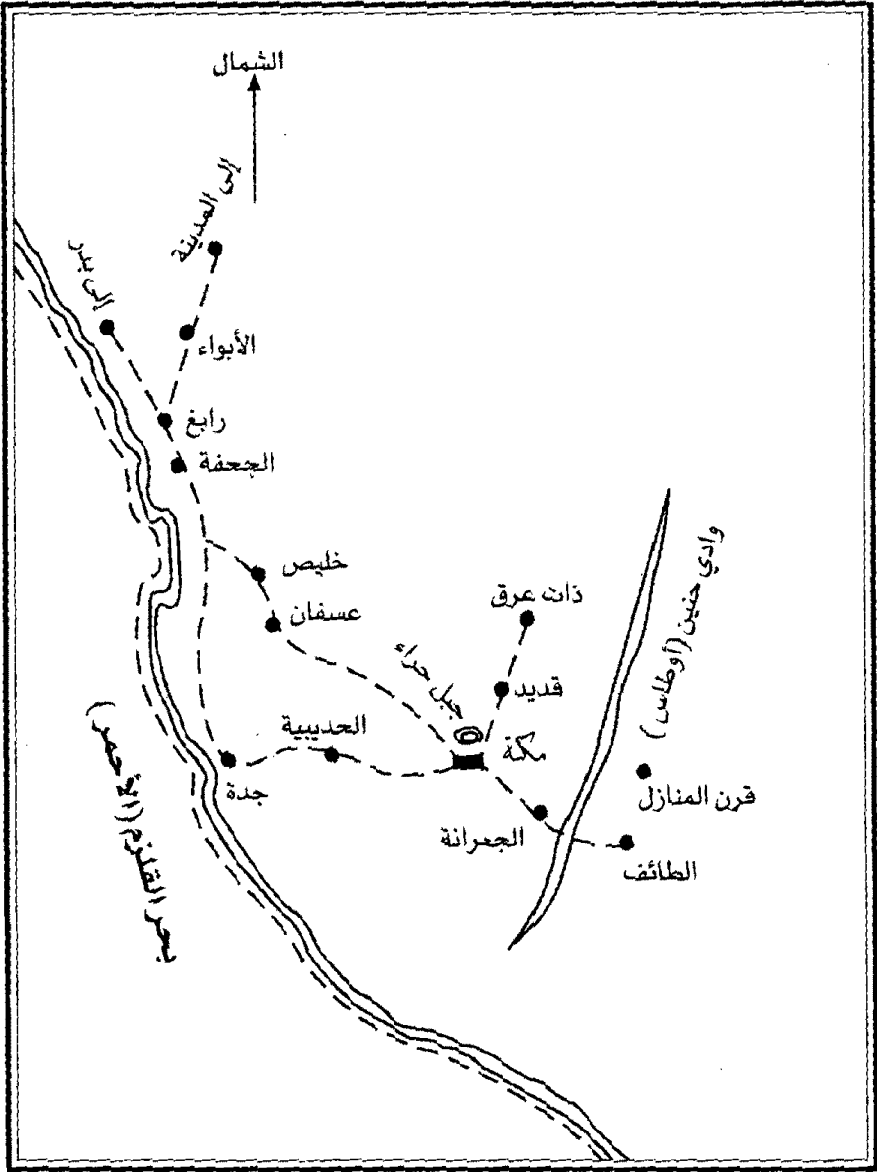 الشمال
إلى المدينة
إلى بدر
الأبواء
رابغ
الجحفة
خليص
عسفان
ذات عرق
وادي حنين (أوطاس)
جبل حراء
قديد
الحديبية
مكة
جدة
قرن المنازل
الجعرانة
الطائف
بحر القلزم (الأحمر)